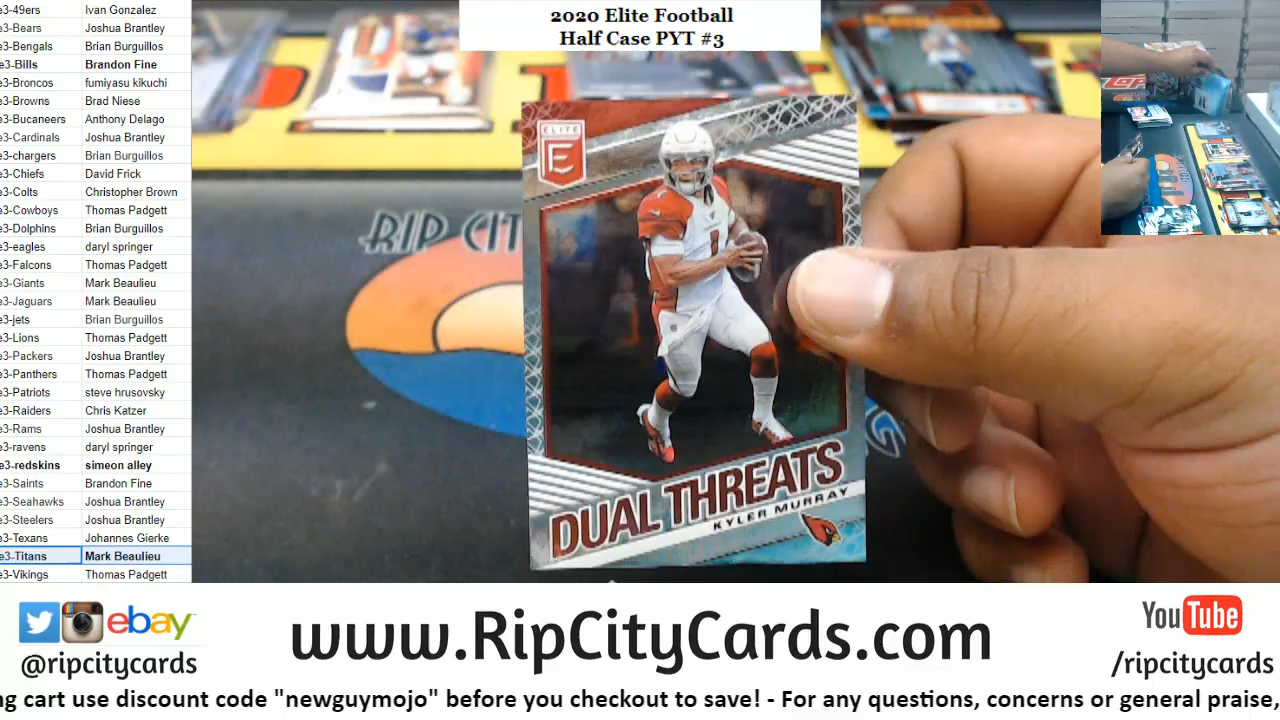 2020 Elite Football
Half Case PYT #3
e3-49ers Ivan Gonzalez
e3-Bears Joshua Brantley
e3-Bengals Brian Burguillos
e3-Bills Brandon Fine
e3-Broncos fumiyasu kikuchi
e3-Browns Brad Niese
e3-Bucaneers Anthony Delago
e3-Cardinals Joshua Brantley
e3-chargers Brian Burguillos
e3-Chiefs David Frick
e3-Colts Christopher Brown
e3-Cowboys Thomas Padgett
e3-Dolphins Brian Burguillos
e3-eagles daryl springer
e3-Falcons Thomas Padgett
e3-Giants Mark Beaulieu
e3-Jaguars Mark Beaulieu
e3-jets Brian Burguillos
e3-Lions Thomas Padgett
e3-Packers Joshua Brantley
e3-Panthers Thomas Padgett
e3-Patriots steve hrusovsky
e3-Raiders Chris Katzer
e3-Rams Joshua Brantley
e3-ravens daryl springer
e3-redskins simeon alley
e3-Saints Brandon Fine
e3-Seahawks Joshua Brantley
e3-Steelers Joshua Brantley
e3-Texans Johannes Gierke
e3-Titans Mark Beaulieu
e3-Vikings Thomas Padgett
RIP CIT
ELITE
E
1
DUAL THREATS
KYLER MURRAY
ebay
@ripcitycards
www.RipCityCards.com
YouTube
/ripcitycards
ng cart use discount code "newguymojo" before you checkout to save! - For any questions, concerns or general praise,